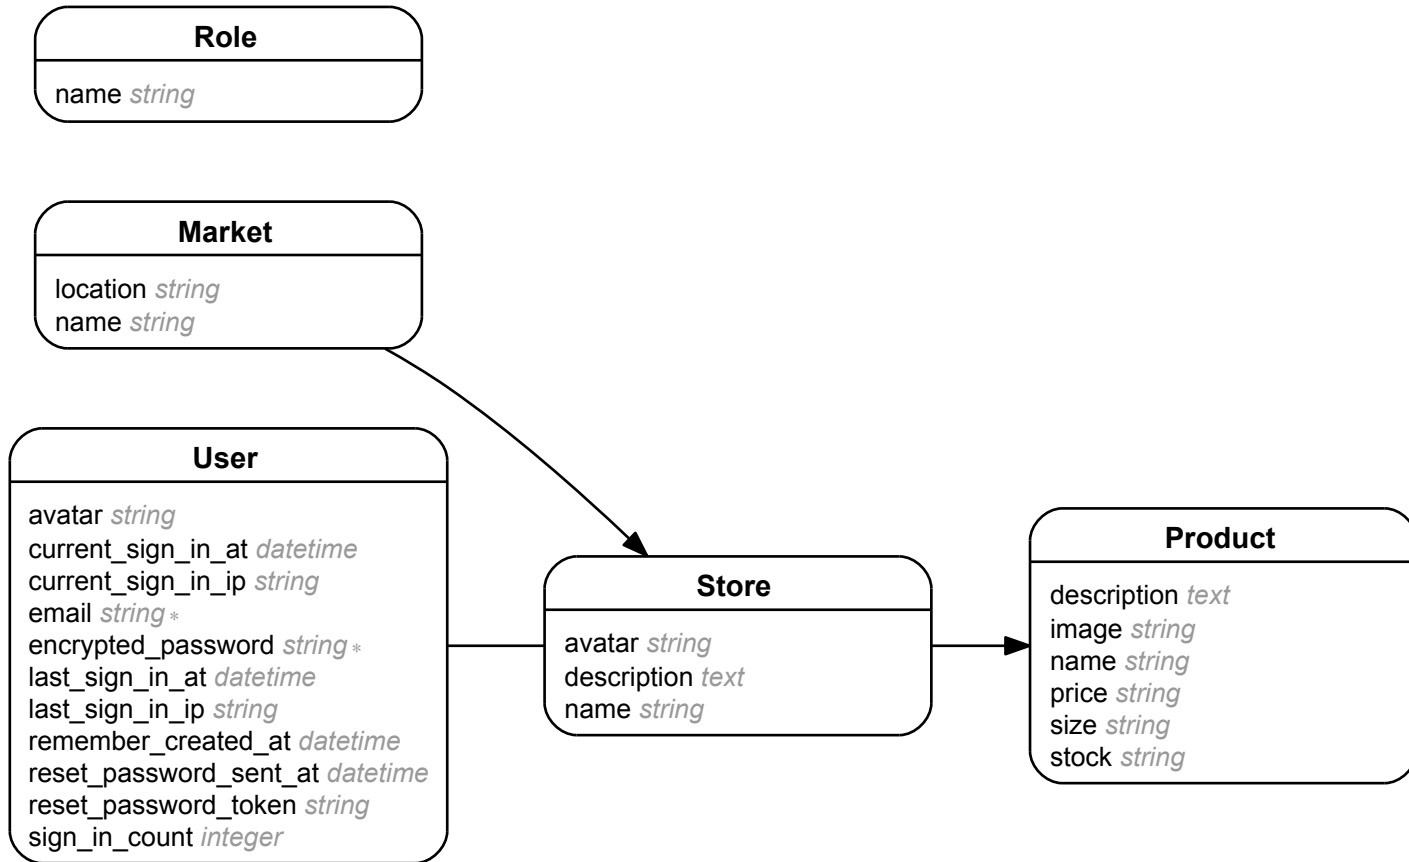 Role
name string
Market
location string
name string
User
avatar string
current_sign_in_at datetime
current_sign_in_ip string
email string *
encrypted_password string *
last_sign_in_at datetime
last_sign_in_ip string
remember_created_at datetime
reset_password_sent_at datetime
reset_password_token string
sign_in_count integer
Store
avatar string
description text
name string
Product
description text
image string
name string
price string
size string
stock string